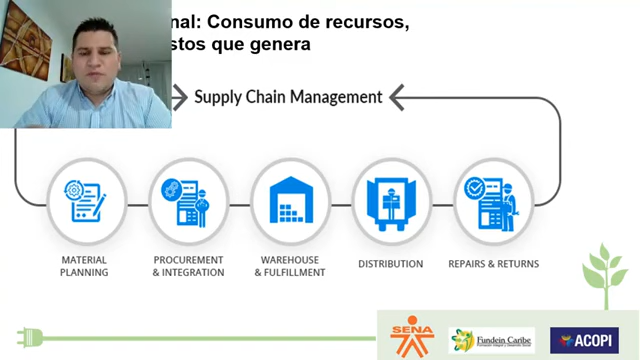 nal: Consumo de recursos,
stos que genera
Supply Chain Management
MATERIAL
PLANNING
PROCUREMENT
& INTEGRATION
WAREHOUSE
& FULFILLMENT
DISTRIBUTION
REPAIRS & RETURNS
SENA
Fundein Caribe
ACOPI